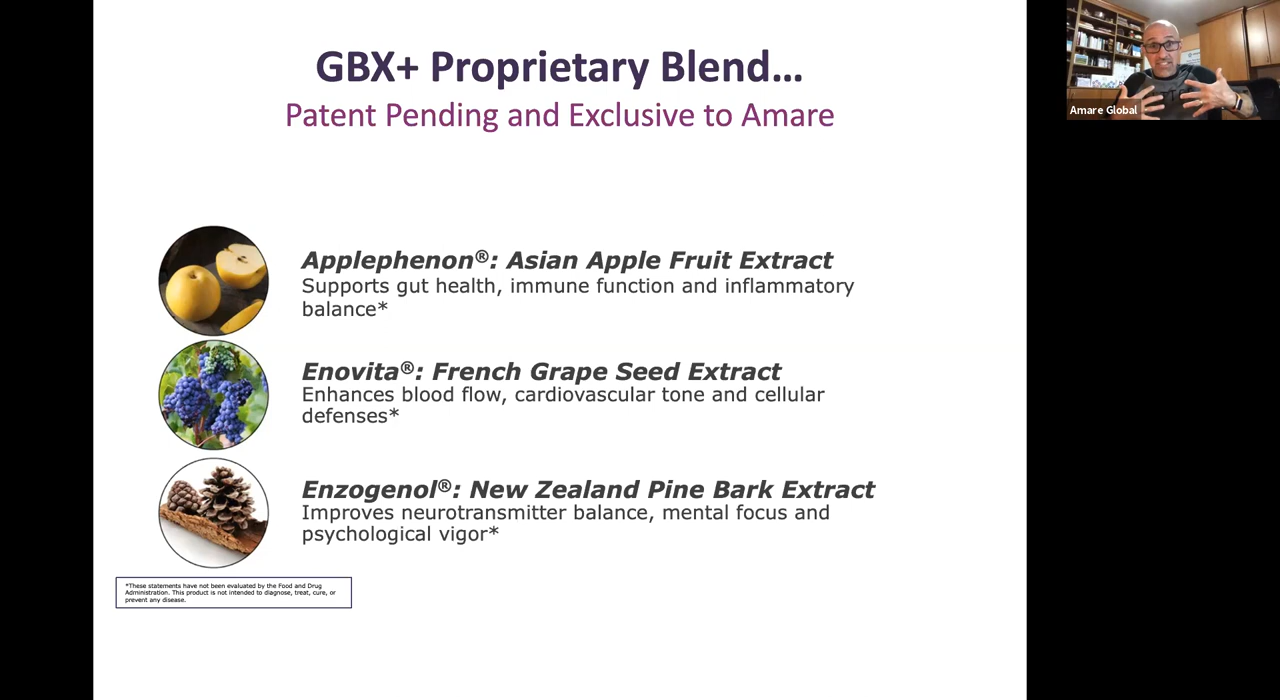 GBX+ Proprietary Blend...
Patent Pending and Exclusive to Amare
Amare Global
Applephenon®: Asian Apple Fruit Extract
Supports gut health, immune function and inflammatory
balance*
Enovita®: French Grape Seed Extract
Enhances blood flow, cardiovascular tone and cellular
defenses*
Enzogenol®: New Zealand Pine Bark Extract
Improves neurotransmitter balance, mental focus and
psychological vigor*
*These statements have not been evaluated by the Food and Drug
Administration. This product is not intended to diagnose, treat, cure, or
prevent any disease.